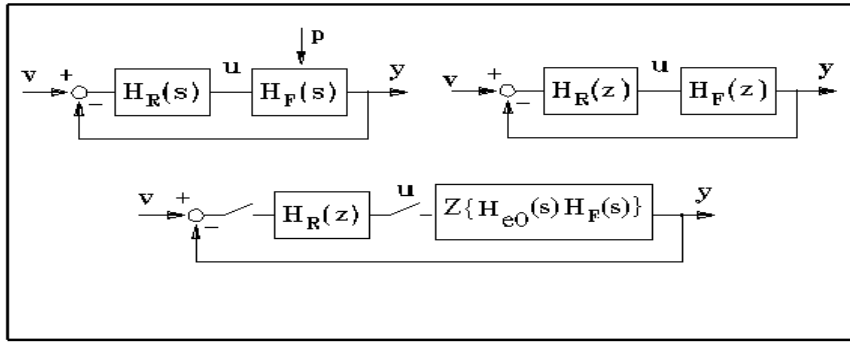 p
v + − H_R(s) u H_F(s) y
v + − H_R(z) u H_F(z) y
v + − H_R(z) u Z{H_e0(s)H_F(s)} y